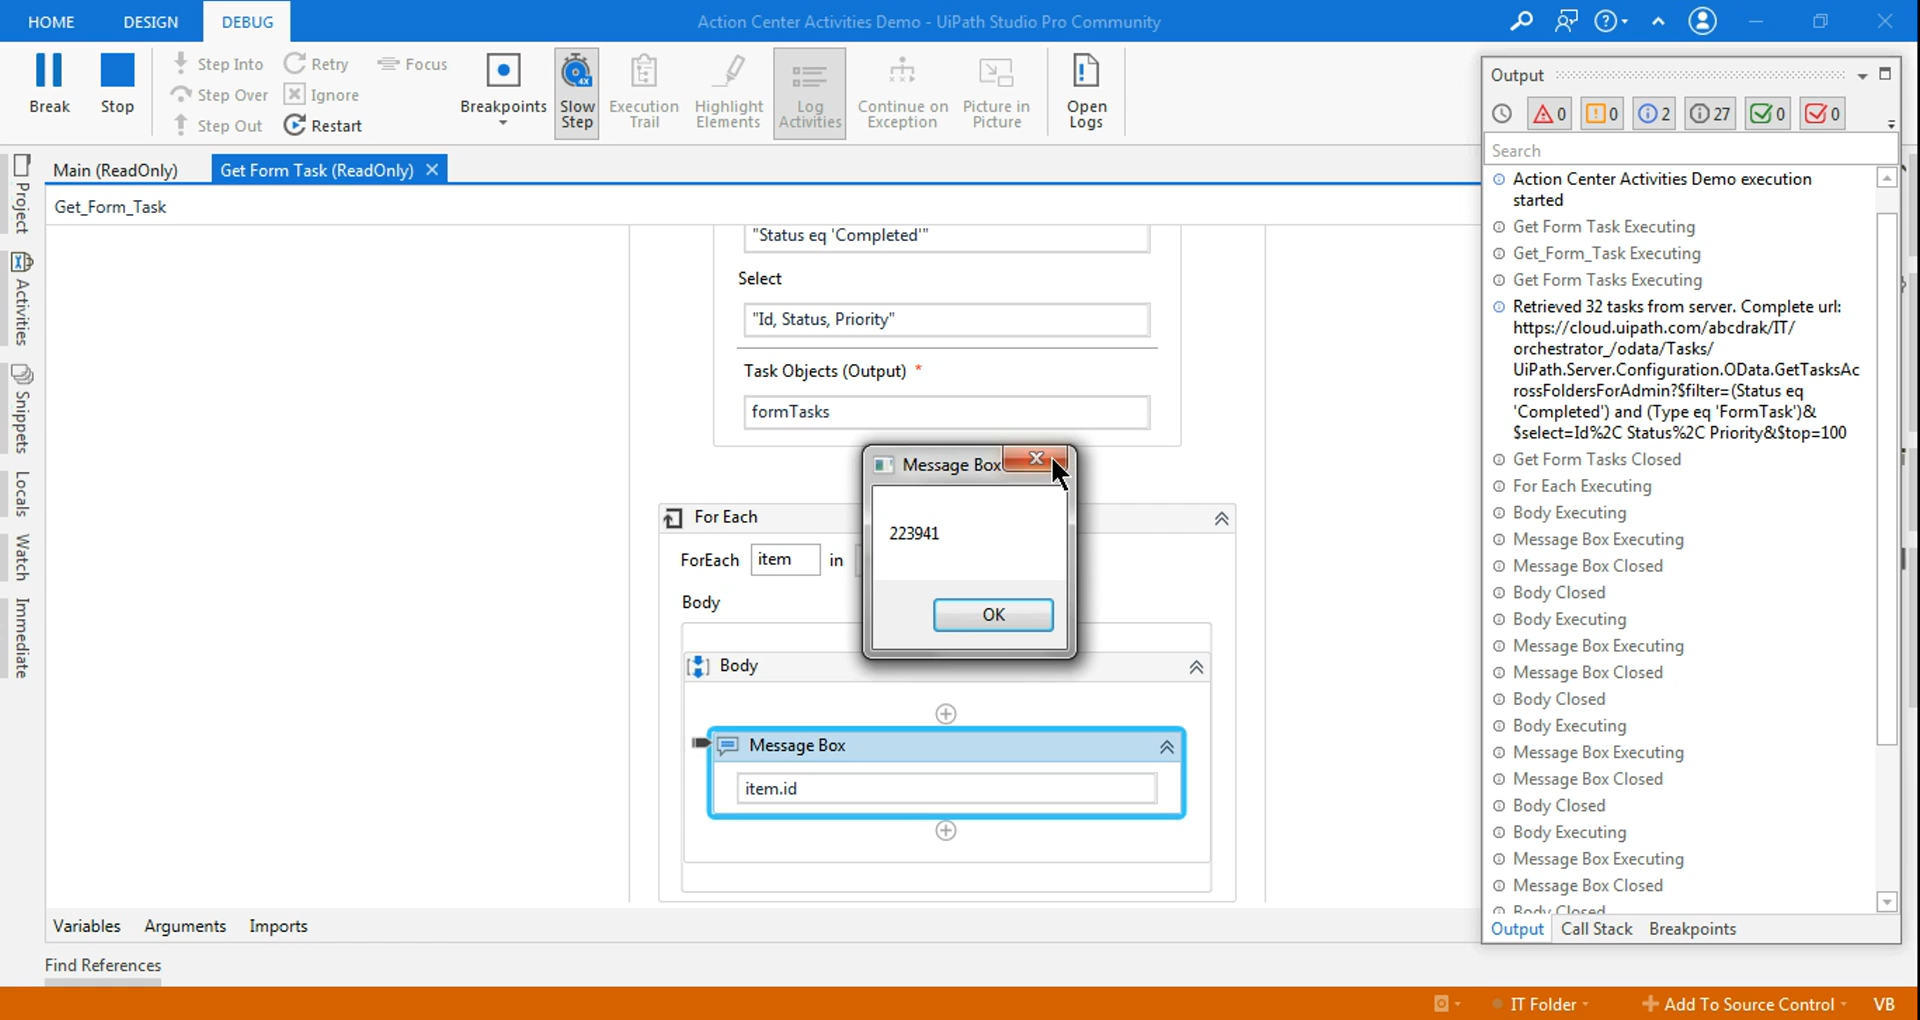 HOME DESIGN DEBUG Action Center Activities Demo - UiPath Studio Pro Community
Break
Stop
Step Into
Step Over
Step Out
Retry
Ignore
Restart
Focus
Breakpoints
Slow
Step
4X
Execution
Trail
Highlight
Elements
Log
Activities
Continue on
Exception
Picture in
Picture
Open
Logs
Main (ReadOnly)
Get Form Task (ReadOnly)
Get_Form_Task
Project
Activities
Snippets
Locals
Watch
Immediate
"Status eq 'Completed'"
Select
"Id, Status, Priority"
Task Objects (Output) *
formTasks
For Each
ForEach item in
Body
Body
Message Box
item.id
Message Box
223941
OK
Variables Arguments Imports
Find References
Output
0 0 2 27 0 0
Search
Action Center Activities Demo execution
started
Get Form Task Executing
Get_Form_Task Executing
Get Form Tasks Executing
Retrieved 32 tasks from server. Complete url:
https://cloud.uipath.com/abcdrak/IT/
orchestrator_/odata/Tasks/
UiPath.Server.Configuration.OData.GetTasksAc
rossFoldersForAdmin?$filter=(Status eq
'Completed') and (Type eq 'FormTask')&
$select=Id%2C Status%2C Priority&$top=100
Get Form Tasks Closed
For Each Executing
Body Executing
Message Box Executing
Message Box Closed
Body Closed
Body Executing
Message Box Executing
Message Box Closed
Body Closed
Body Executing
Message Box Executing
Message Box Closed
Body Closed
Body Executing
Message Box Executing
Message Box Closed
Body Closed
Output Call Stack Breakpoints
IT Folder
Add To Source Control
VB